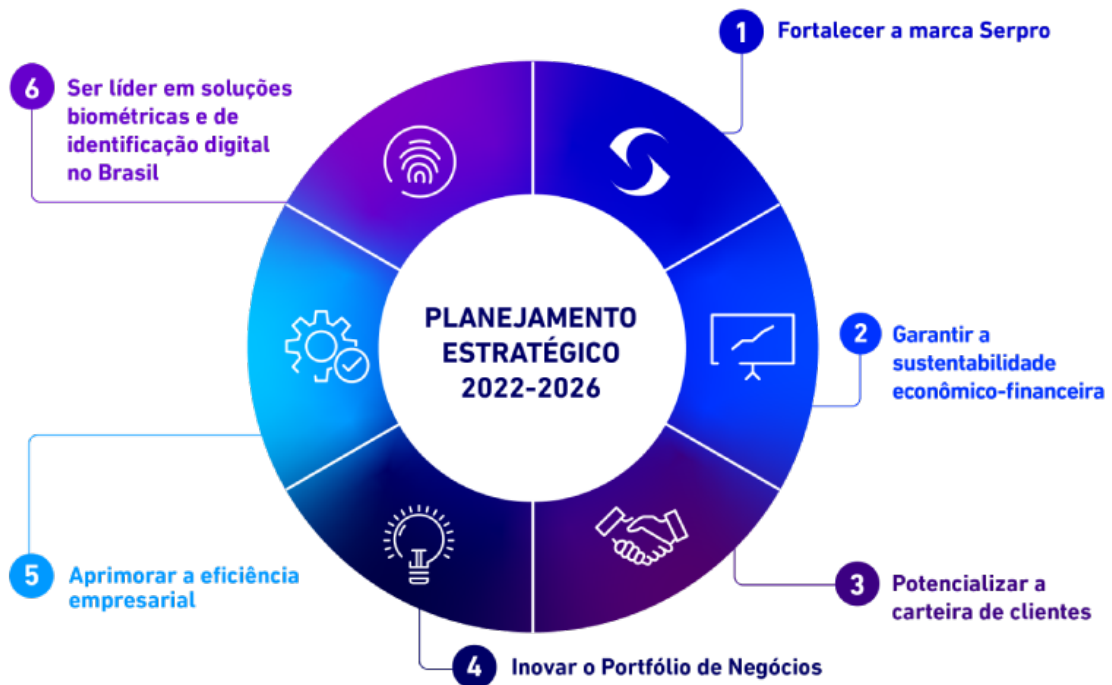 PLANEJAMENTO
ESTRATÉGICO
2022-2026
1
Fortalecer a marca Serpro
2
Garantir a
sustentabilidade
econômico-financeira
3
Potencializar a
carteira de clientes
4
Inovar o Portfólio de Negócios
5
Aprimorar a eficiência
empresarial
6
Ser líder em soluções
biométricas e de
identificação digital
no Brasil